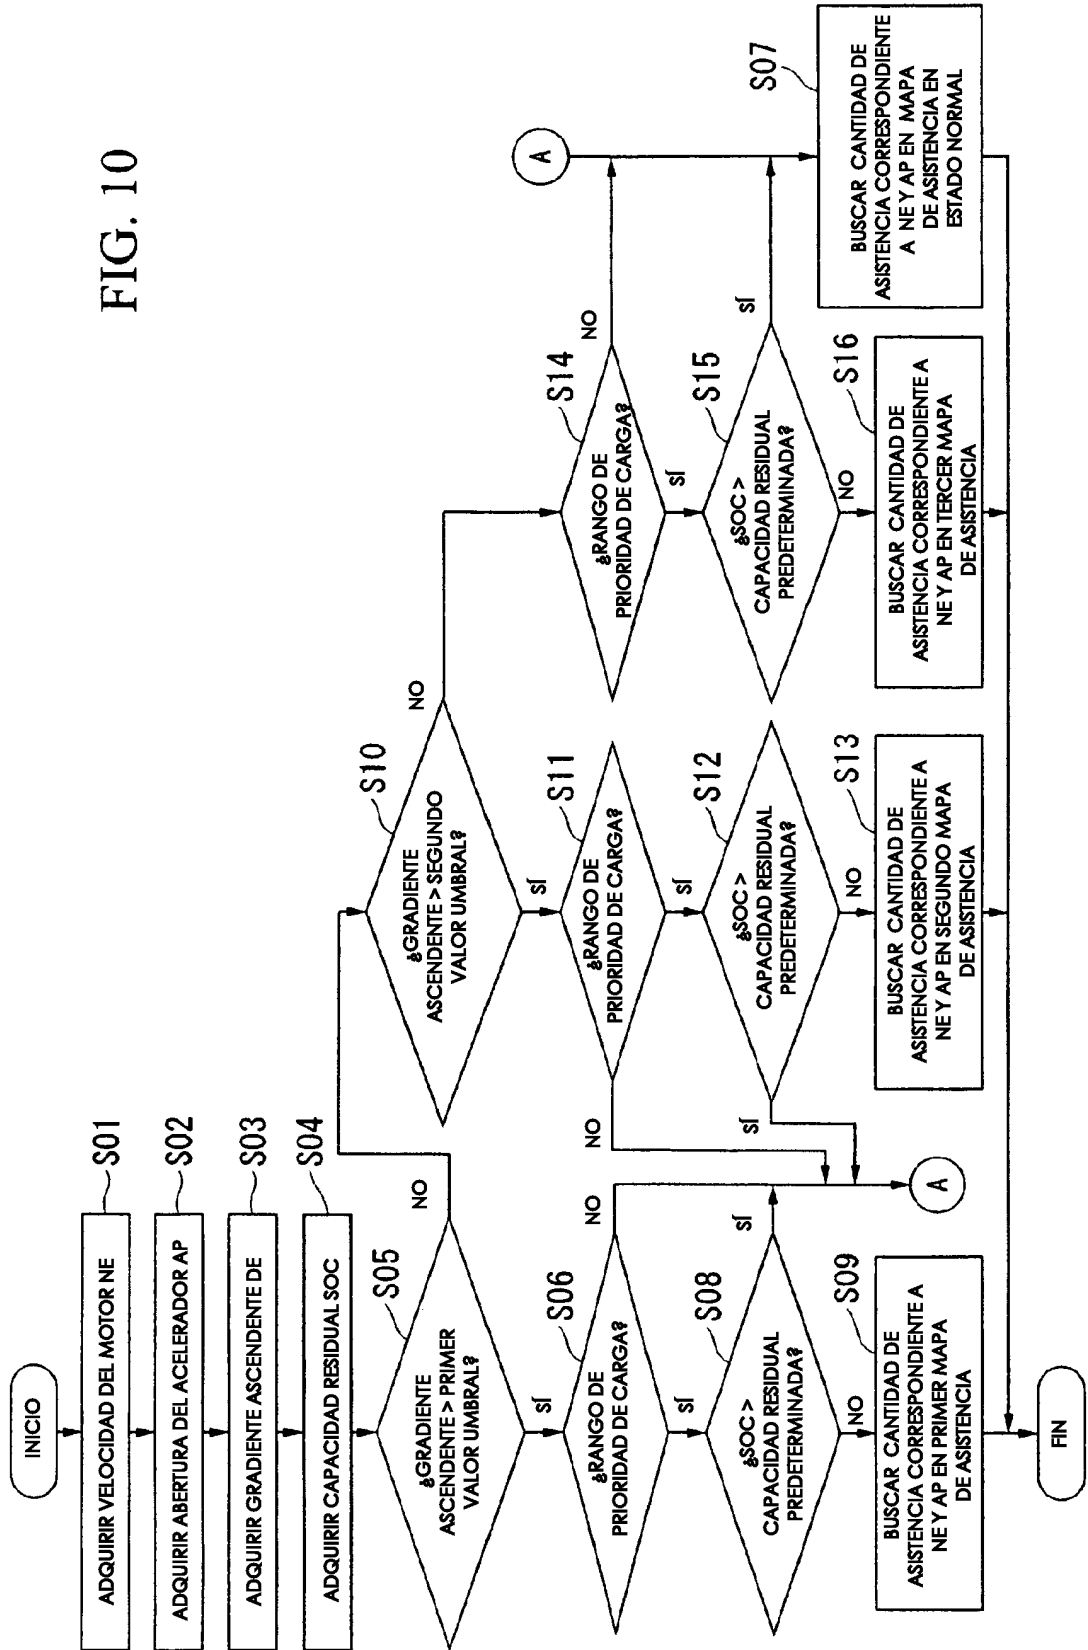 FIG. 10
INICIO
ADQUIRIR VELOCIDAD DEL MOTOR NE
S01
ADQUIRIR ABERTURA DEL ACELERADOR AP
S02
ADQUIRIR GRADIENTE ASCENDENTE DE
S03
ADQUIRIR CAPACIDAD RESIDUAL SOC
S04
S05
¿GRADIENTE
ASCENDENTE > PRIMER
VALOR UMBRAL?
NO
SÍ
S06
¿RANGO DE
PRIORIDAD DE CARGA?
NO
SÍ
S08
¿SOC >
CAPACIDAD RESIDUAL
PREDETERMINADA?
SÍ
NO
S09
BUSCAR CANTIDAD DE
ASISTENCIA CORRESPONDIENTE A
NE Y AP EN PRIMER MAPA
DE ASISTENCIA
FIN
S10
¿GRADIENTE
ASCENDENTE > SEGUNDO
VALOR UMBRAL?
NO
SÍ
S11
¿RANGO DE
PRIORIDAD DE CARGA?
NO
SÍ
S12
¿SOC >
CAPACIDAD RESIDUAL
PREDETERMINADA?
SÍ
NO
A
S13
BUSCAR CANTIDAD DE
ASISTENCIA CORRESPONDIENTE A
NE Y AP EN SEGUNDO MAPA
DE ASISTENCIA
S14
¿RANGO DE
PRIORIDAD DE CARGA?
NO
SÍ
S15
¿SOC >
CAPACIDAD RESIDUAL
PREDETERMINADA?
SÍ
NO
S16
BUSCAR CANTIDAD DE
ASISTENCIA CORRESPONDIENTE A
NE Y AP EN TERCER MAPA
DE ASISTENCIA
A
S07
BUSCAR CANTIDAD DE
ASISTENCIA CORRESPONDIENTE
A NE Y AP EN MAPA
DE ASISTENCIA EN
ESTADO NORMAL